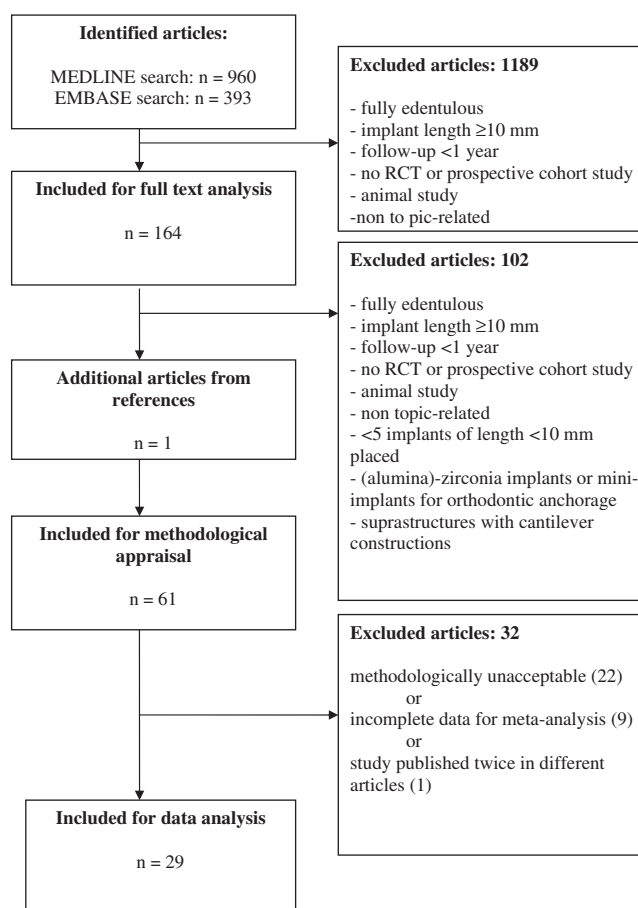 Identified articles:
MEDLINE search: n = 960
EMBASE search: n = 393
Excluded articles: 1189
- fully edentulous
- implant length ≥10 mm
- follow-up <1 year
- no RCT or prospective cohort study
- animal study
-non to pic-related
Included for full text analysis
n = 164
Excluded articles: 102
- fully edentulous
- implant length ≥10 mm
- follow-up <1 year
- no RCT or prospective cohort study
- animal study
- non topic-related
- <5 implants of length <10 mm
placed
- (alumina)-zirconia implants or mini-
implants for orthodontic anchorage
- suprastructures with cantilever
constructions
Additional articles from
references
n = 1
Included for methodological
appraisal
n = 61
Excluded articles: 32
methodologically unacceptable (22)
or
incomplete data for meta-analysis (9)
or
study published twice in different
articles (1)
Included for data analysis
n = 29